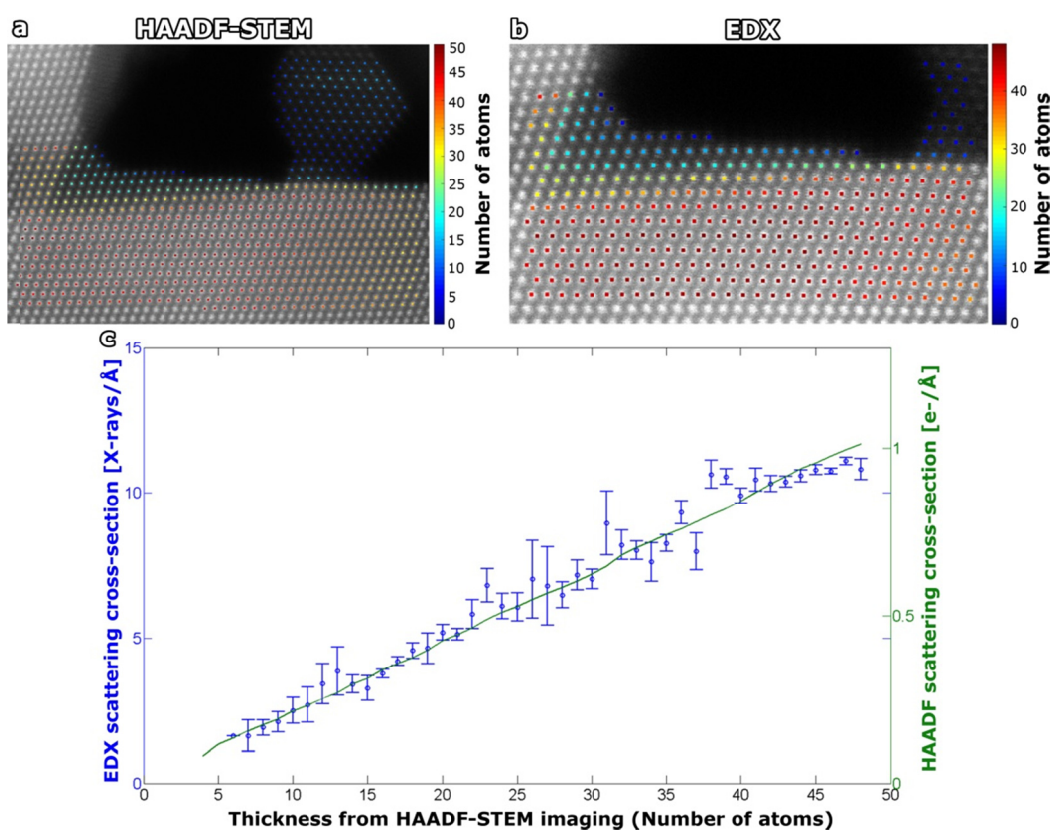 a HAADF-STEM
b EDX
50
45
40
35
30
25
20
15
10
5
0
Number of atoms
40
30
20
10
0
Number of atoms
c
15
10
5
0
EDX scattering cross-section [X-rays/Å]
1
0.5
0
HAADF scattering cross-section [e-/Å]
0 5 10 15 20 25 30 35 40 45 50
Thickness from HAADF-STEM imaging (Number of atoms)